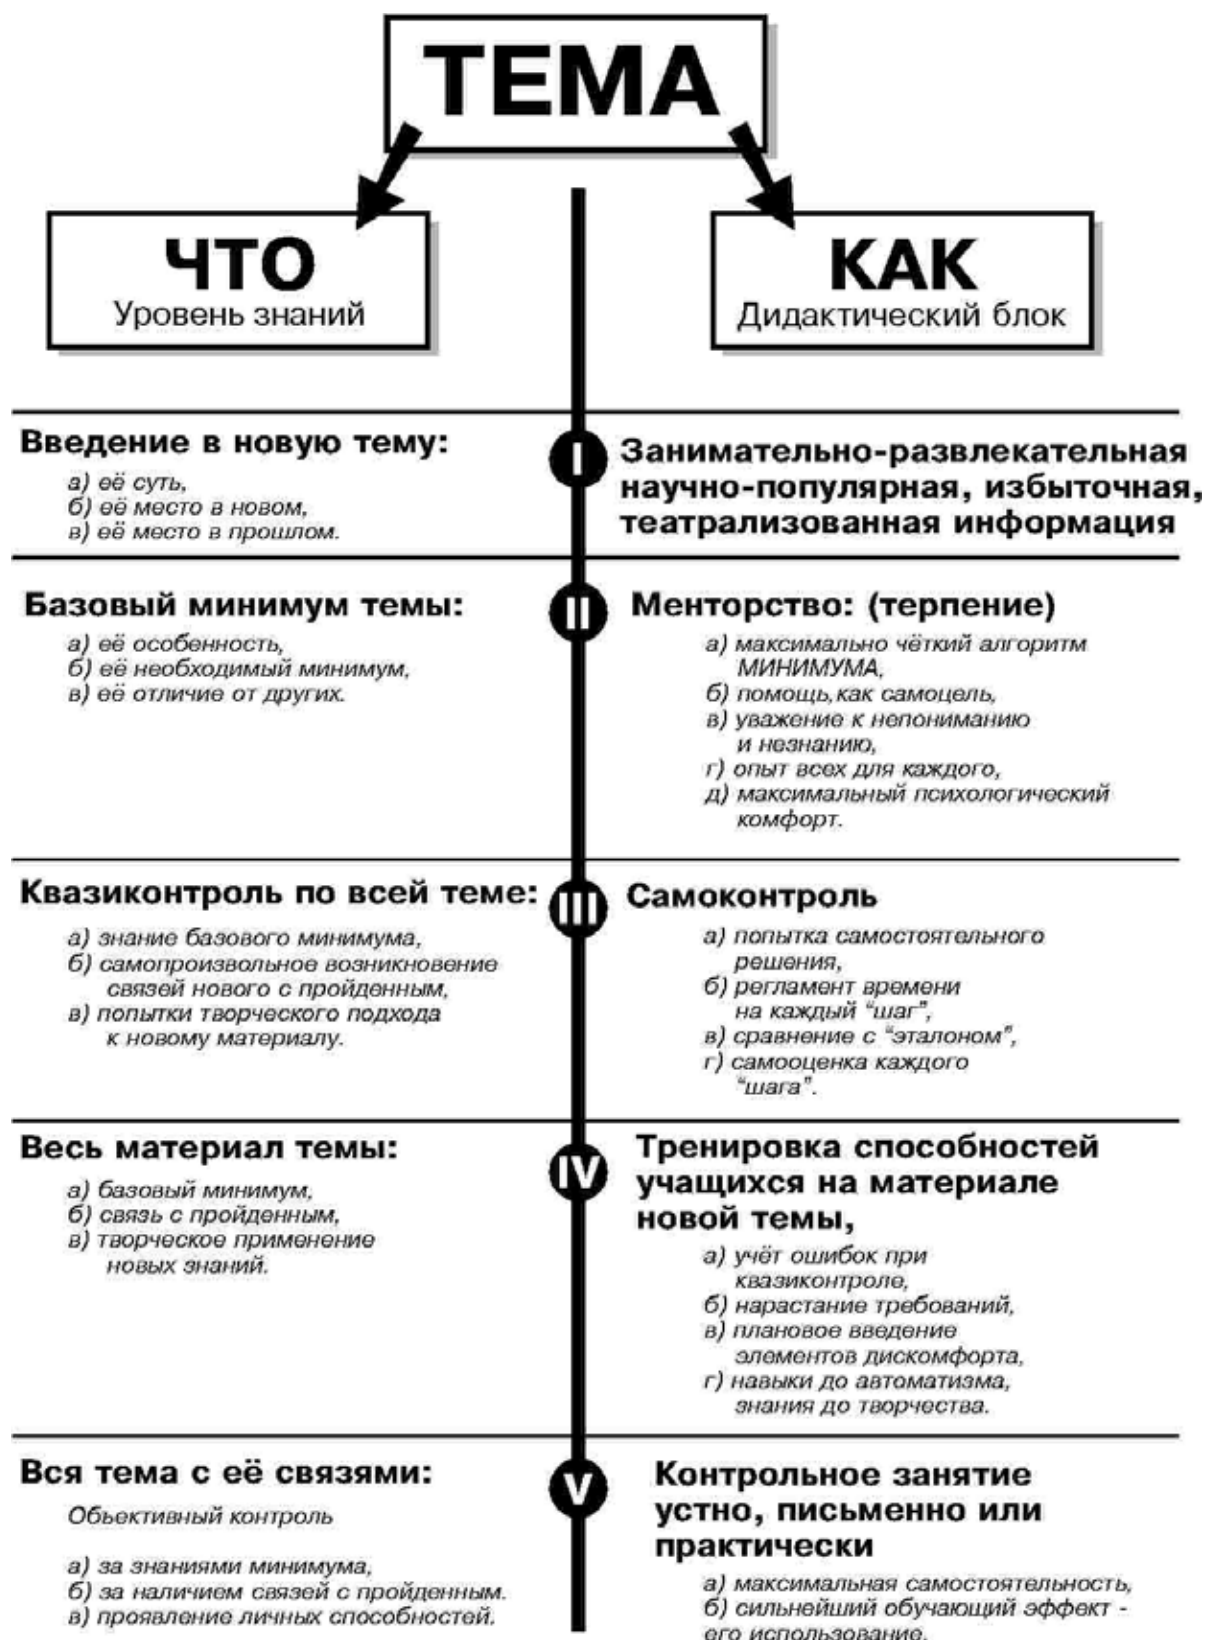 ТЕМА
ЧТО
Уровень знаний
КАК
Дидактический блок
Введение в новую тему:
а) её суть,
б) её место в новом,
в) её место в прошлом.
I
Занимательно-развлекательная
научно-популярная, избыточная,
театрализованная информация
Базовый минимум темы:
а) её особенность,
б) её необходимый минимум,
в) её отличие от других.
II
Менторство: (терпение)
а) максимально чёткий алгоритм
МИНИМУМА,
б) помощь, как самоцель,
в) уважение к непониманию
и незнанию,
г) опыт всех для каждого,
д) максимальный психологический
комфорт.
Квазиконтроль по всей теме:
а) знание базового минимума,
б) самопроизвольное возникновение
связей нового с пройденным,
в) попытки творческого подхода
к новому материалу.
III
Самоконтроль
а) попытка самостоятельного
решения,
б) регламент времени
на каждый “шаг”,
в) сравнение с “эталоном”,
г) самооценка каждого
“шага”.
Весь материал темы:
а) базовый минимум,
б) связь с пройденным,
в) творческое применение
новых знаний.
IV
Тренировка способностей
учащихся на материале
новой темы,
а) учёт ошибок при
квазиконтроле,
б) нарастание требований,
в) плановое введение
элементов дискомфорта,
г) навыки до автоматизма,
знания до творчества.
Вся тема с её связями:
Обьективный контроль
а) за знаниями минимума,
б) за наличием связей с пройденным.
в) проявление личных способностей.
V
Контрольное занятие
устно, письменно или
практически
а) максимальная самостоятельность,
б) сильнейший обучающий эффект -
его использование.